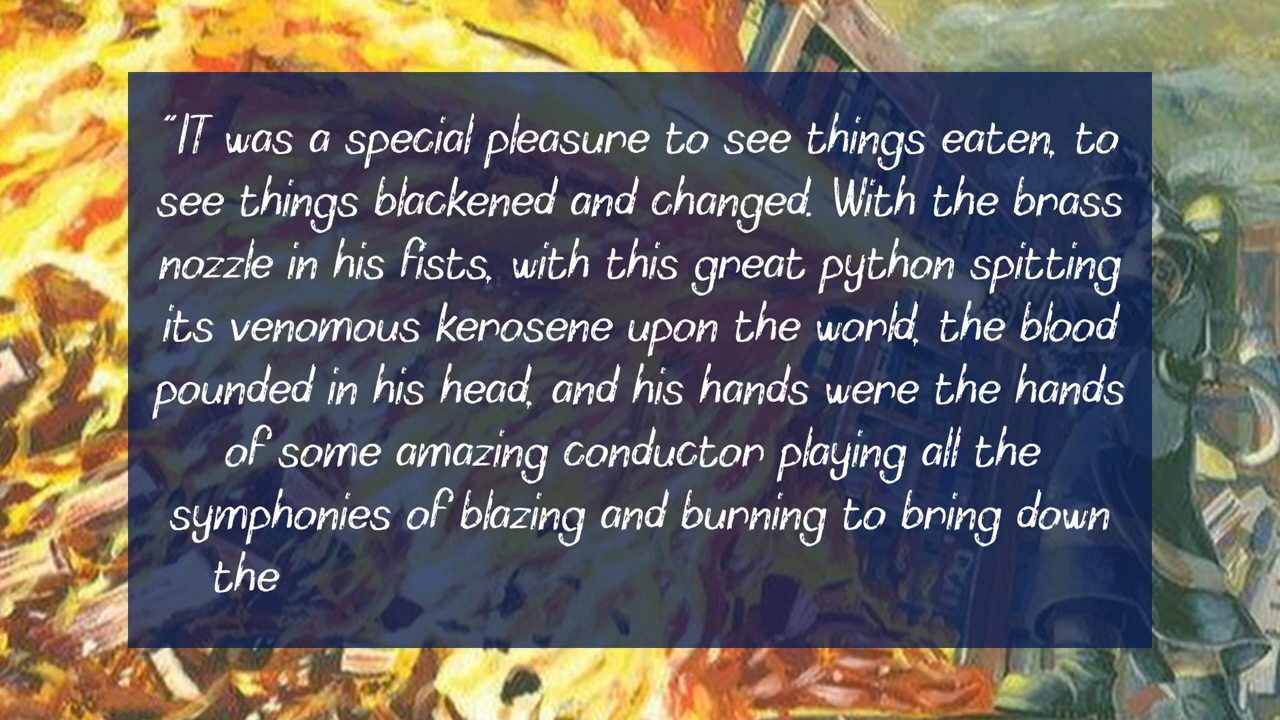 “IT was a special pleasure to see things eaten, to
see things blackened and changed. With the brass
nozzle in his fists, with this great python spitting
its venomous kerosene upon the world, the blood
pounded in his head, and his hands were the hands
of some amazing conductor playing all the
symphonies of blazing and burning to bring down
the